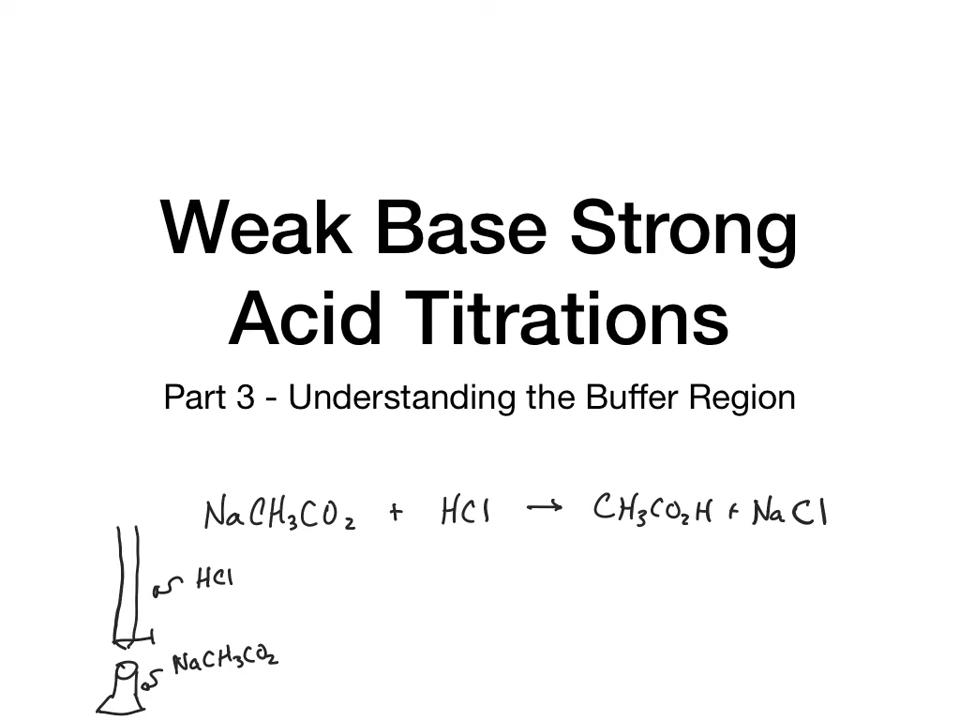 Weak Base Strong
Acid Titrations
Part 3 - Understanding the Buffer Region
NaCH₃CO₂ + HCl → CH₃CO₂H + NaCl
HCl
NaCH₃CO₂